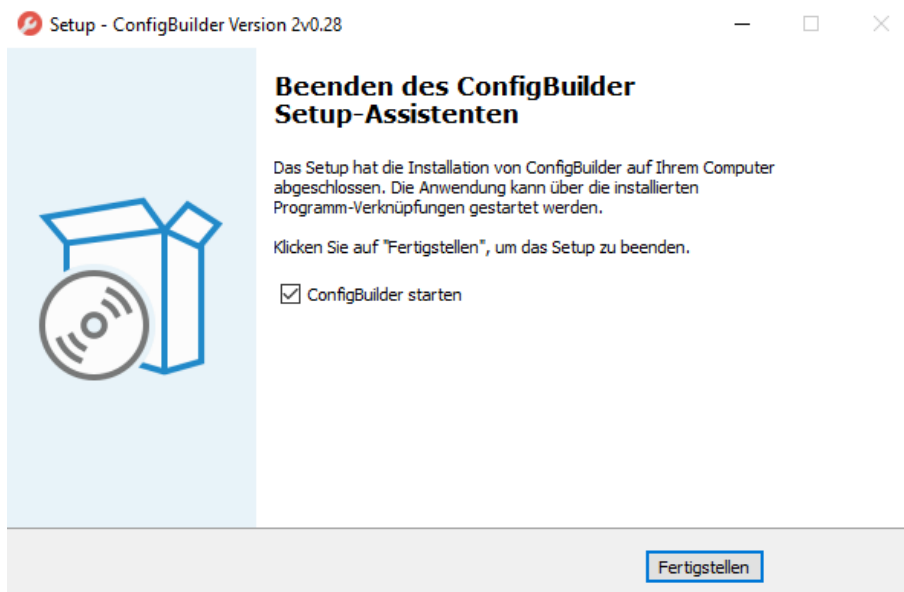 Setup - ConfigBuilder Version 2v0.28
Beenden des ConfigBuilder
Setup-Assistenten
Das Setup hat die Installation von ConfigBuilder auf Ihrem Computer
abgeschlossen. Die Anwendung kann über die installierten
Programm-Verknüpfungen gestartet werden.
Klicken Sie auf "Fertigstellen", um das Setup zu beenden.
ConfigBuilder starten
Fertigstellen